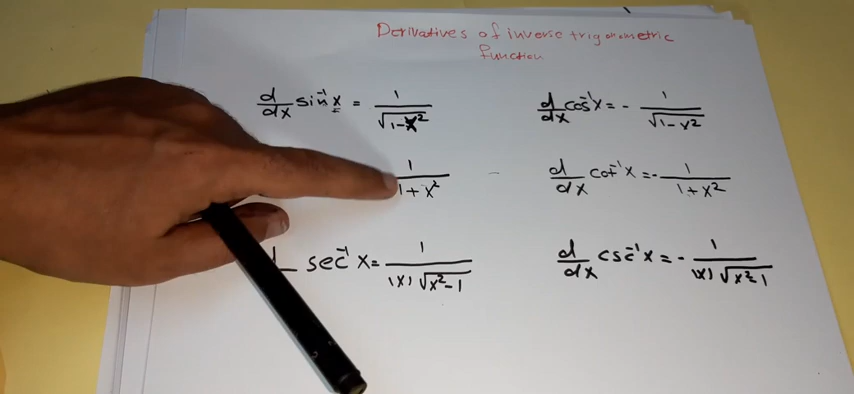 Derivatives of inverse trigonometric
function
d/dx sin⁻¹x = 1/√(1-x²)
d/dx cos⁻¹x = - 1/√(1-x²)
1/(1+x²)
d/dx cot⁻¹x = - 1/(1+x²)
d sec⁻¹x = 1/(|x|√(x²-1))
d/dx csc⁻¹x = - 1/(|x|√(x²-1))